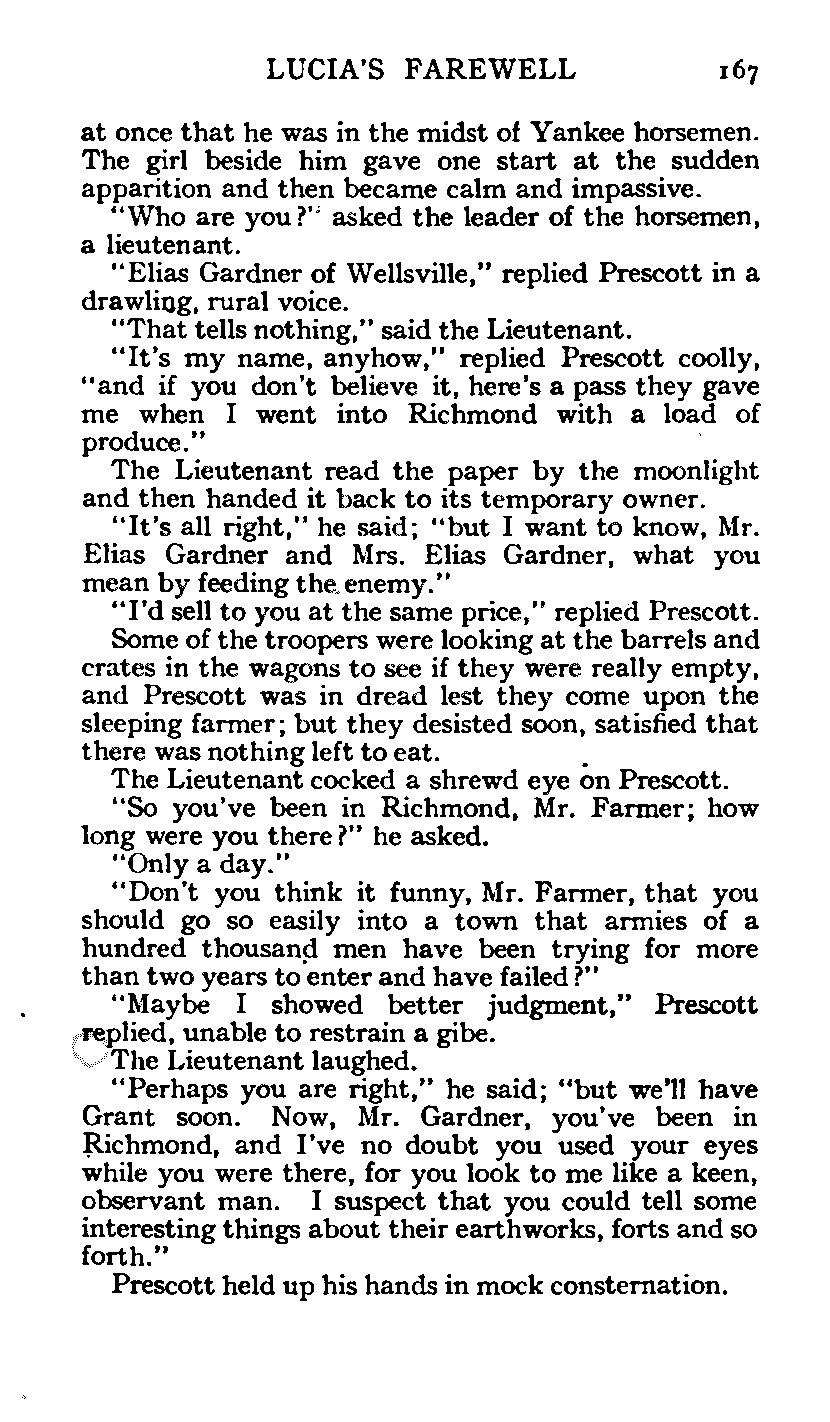 LUCIA'S FAREWELL 167
at once that he was in the midst of Yankee horsemen.
The girl beside him gave one start at the sudden
apparition and then became calm and impassive.
"Who are you?" asked the leader of the horsemen,
a lieutenant.
"Elias Gardner of Wellsville," replied Prescott in a
drawling, rural voice.
"That tells nothing," said the Lieutenant.
"It's my name, anyhow," replied Prescott coolly,
"and if you don't believe it, here's a pass they gave
me when I went into Richmond with a load of
produce."
The Lieutenant read the paper by the moonlight
and then handed it back to its temporary owner.
"It's all right," he said; "but I want to know, Mr.
Elias Gardner and Mrs. Elias Gardner, what you
mean by feeding the enemy."
"I'd sell to you at the same price," replied Prescott.
Some of the troopers were looking at the barrels and
crates in the wagons to see if they were really empty,
and Prescott was in dread lest they come upon the
sleeping farmer; but they desisted soon, satisfied that
there was nothing left to eat.
The Lieutenant cocked a shrewd eye on Prescott.
"So you've been in Richmond, Mr. Farmer; how
long were you there?" he asked.
"Only a day."
"Don't you think it funny, Mr. Farmer, that you
should go so easily into a town that armies of a
hundred thousand men have been trying for more
than two years to enter and have failed?"
"Maybe I showed better judgment," Prescott
replied, unable to restrain a gibe.
The Lieutenant laughed.
"Perhaps you are right," he said; "but we'll have
Grant soon. Now, Mr. Gardner, you've been in
Richmond, and I've no doubt you used your eyes
while you were there, for you look to me like a keen,
observant man. I suspect that you could tell some
interesting things about their earthworks, forts and so
forth."
Prescott held up his hands in mock consternation.